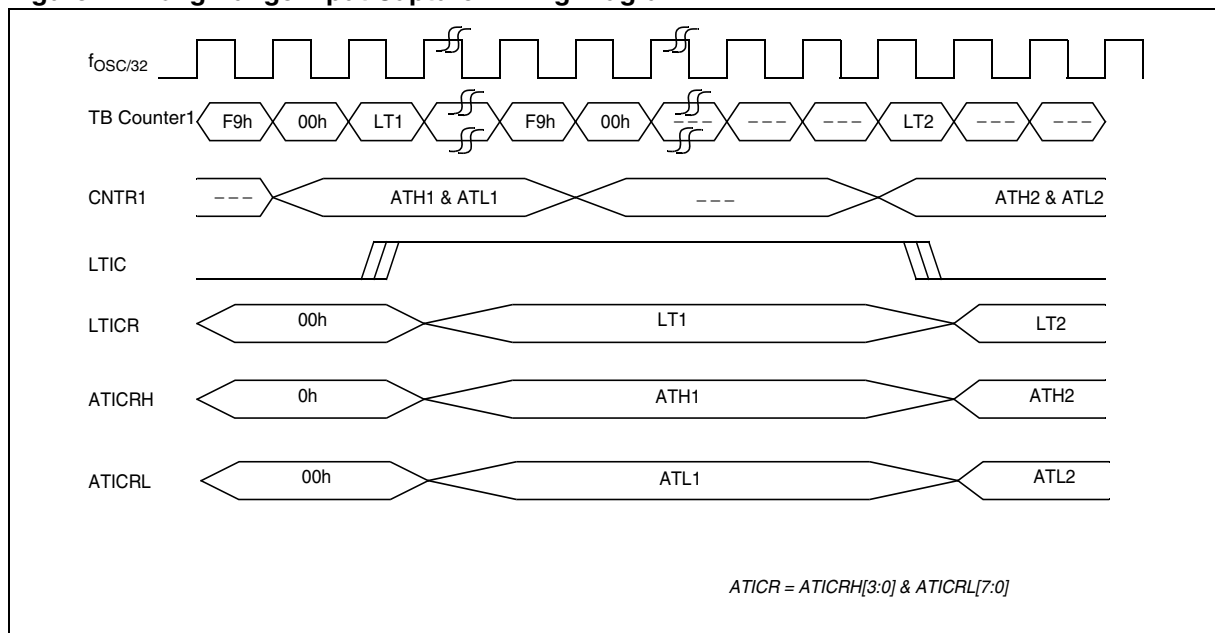 fOSC/32
TB Counter1 F9h 00h LT1 F9h 00h --- --- --- LT2 --- ---
CNTR1 --- ATH1 & ATL1 --- ATH2 & ATL2
LTIC
LTICR 00h LT1 LT2
ATICRH 0h ATH1 ATH2
ATICRL 00h ATL1 ATL2
ATICR = ATICRH[3:0] & ATICRL[7:0]